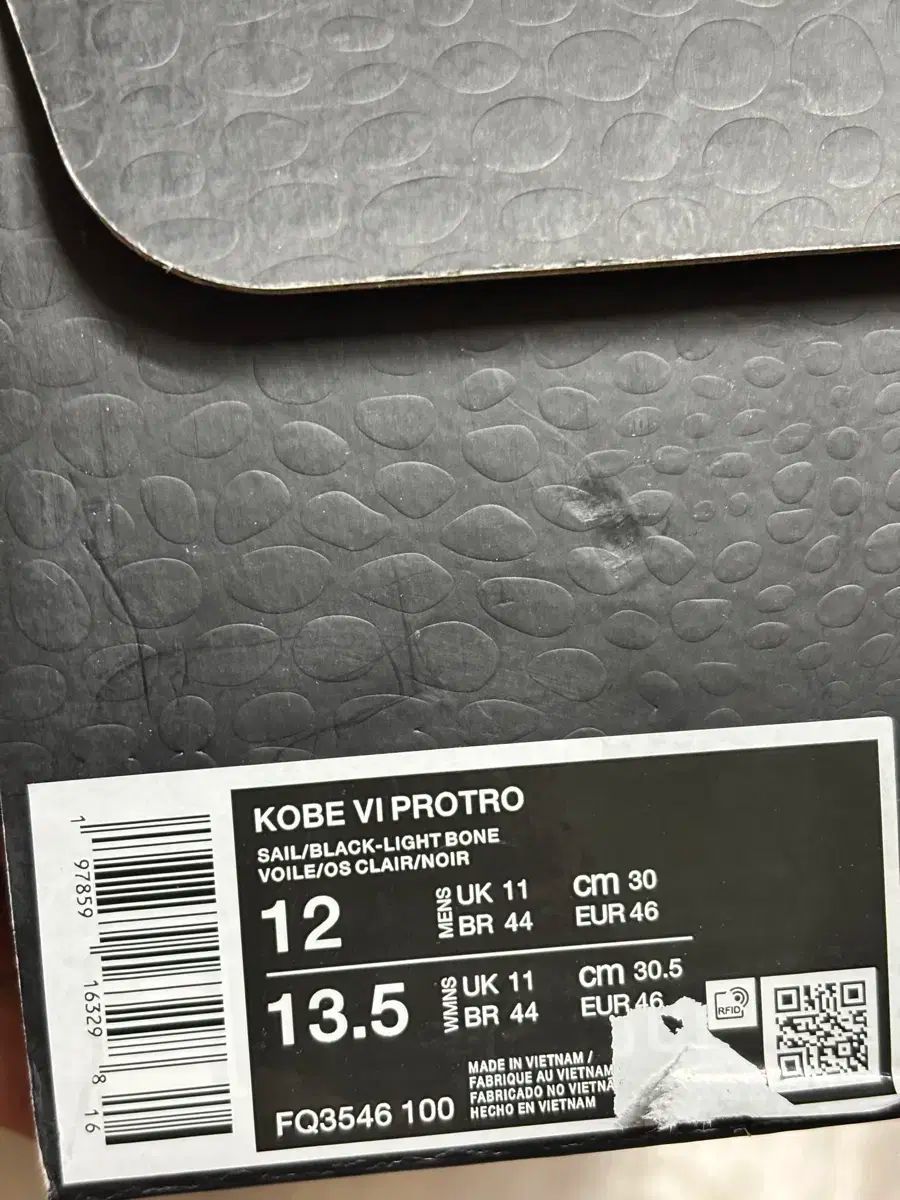 KOBE VI PROTRO
SAIL/BLACK-LIGHT BONE
VOILE/OS CLAIR/NOIR
12 MENS UK 11 cm 30
BR 44 EUR 46
13.5 WMNS UK 11 cm 30.5
BR 44 EUR 46
RFID
MADE IN VIETNAM /
FABRIQUE AU VIETNAM
FABRICADO NO VIETNA
HECHO EN VIETNAM
FQ3546 100
1 97859 16329 8 16